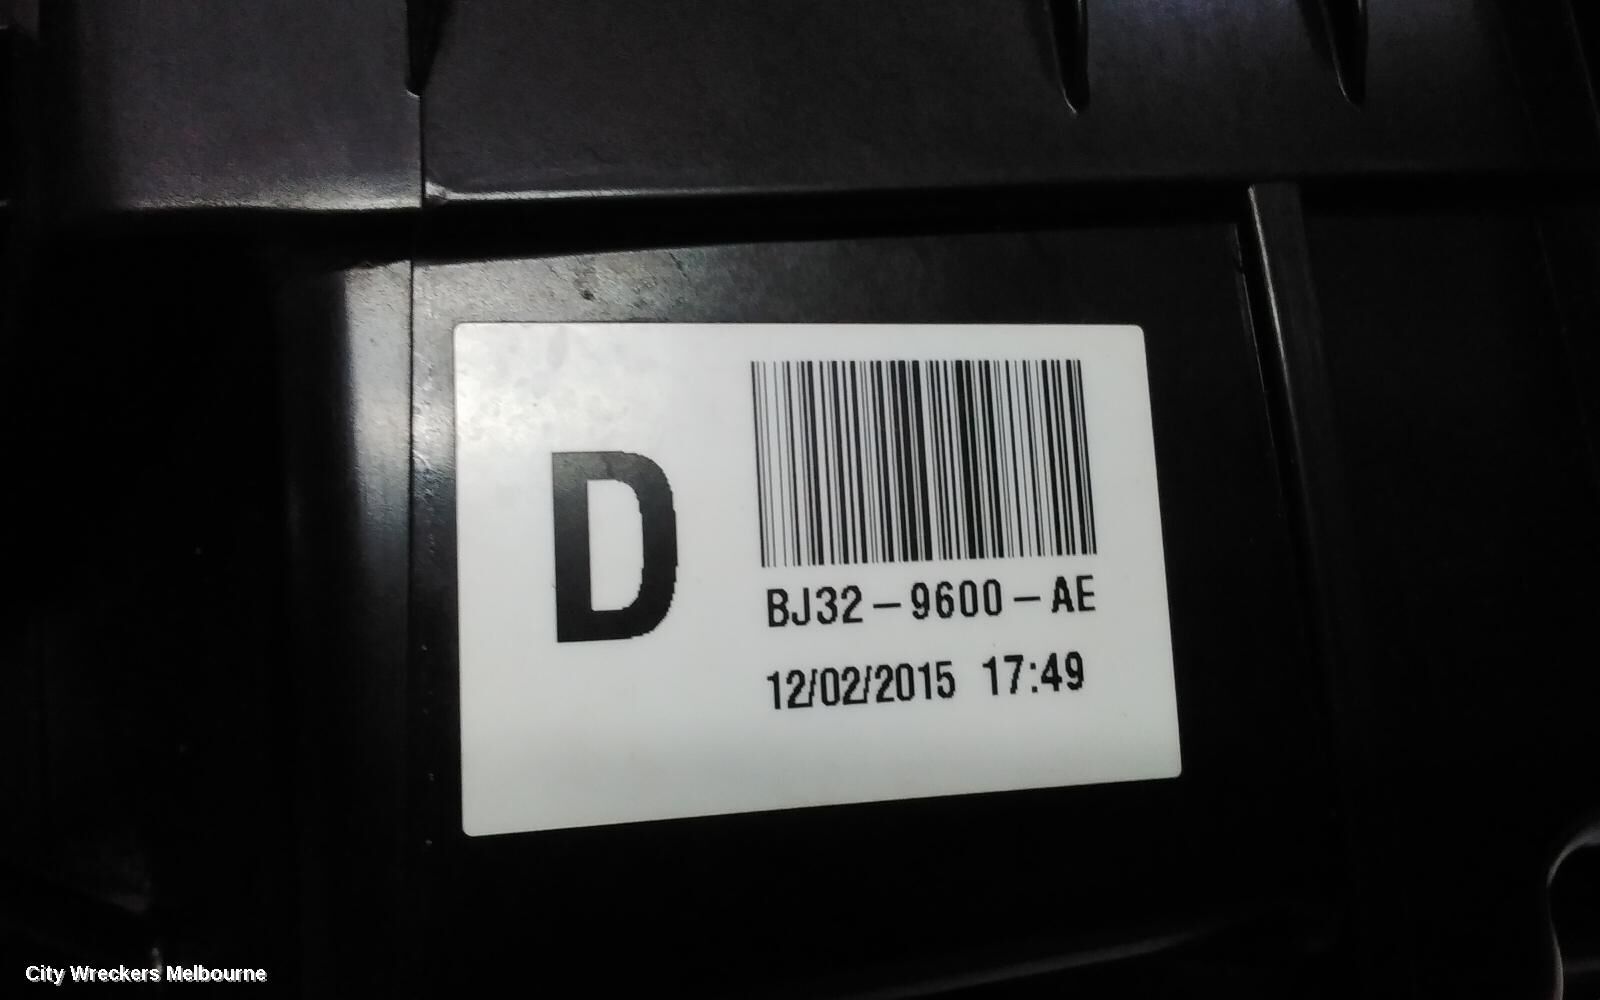 D
BJ32-9600-AE
12/02/2015 17:49
City Wreckers Melbourne